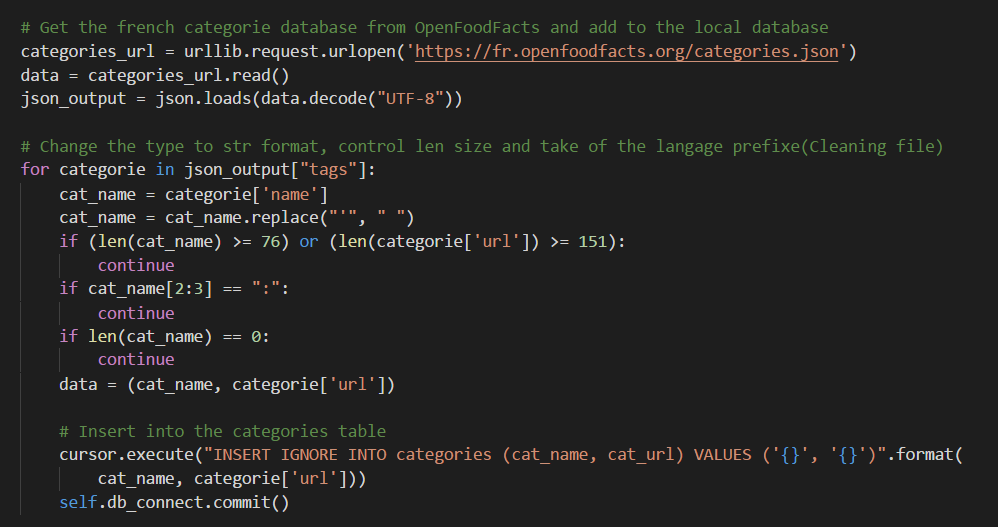 # Get the french categorie database from OpenFoodFacts and add to the local database
categories_url = urllib.request.urlopen('https://fr.openfoodfacts.org/categories.json')
data = categories_url.read()
json_output = json.loads(data.decode("UTF-8"))

# Change the type to str format, control len size and take of the langage prefixe(Cleaning file)
for categorie in json_output["tags"]:
    cat_name = categorie['name']
    cat_name = cat_name.replace("'", " ")
    if (len(cat_name) >= 76) or (len(categorie['url']) >= 151):
        continue
    if cat_name[2:3] == ":":
        continue
    if len(cat_name) == 0:
        continue
    data = (cat_name, categorie['url'])

    # Insert into the categories table
    cursor.execute("INSERT IGNORE INTO categories (cat_name, cat_url) VALUES ('{}', '{}')".format(
        cat_name, categorie['url']))
    self.db_connect.commit()